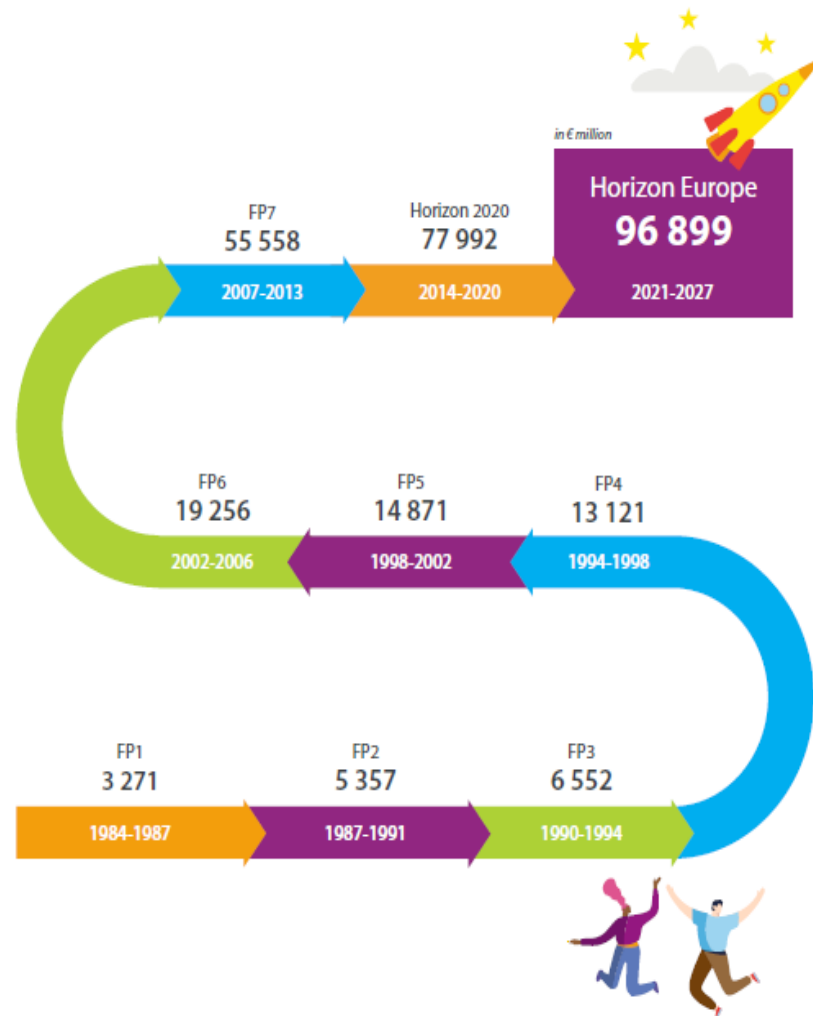 in € million
Horizon Europe
96 899
2021-2027
FP7
55 558
2007-2013
Horizon 2020
77 992
2014-2020
FP6
19 256
2002-2006
FP5
14 871
1998-2002
FP4
13 121
1994-1998
FP1
3 271
1984-1987
FP2
5 357
1987-1991
FP3
6 552
1990-1994